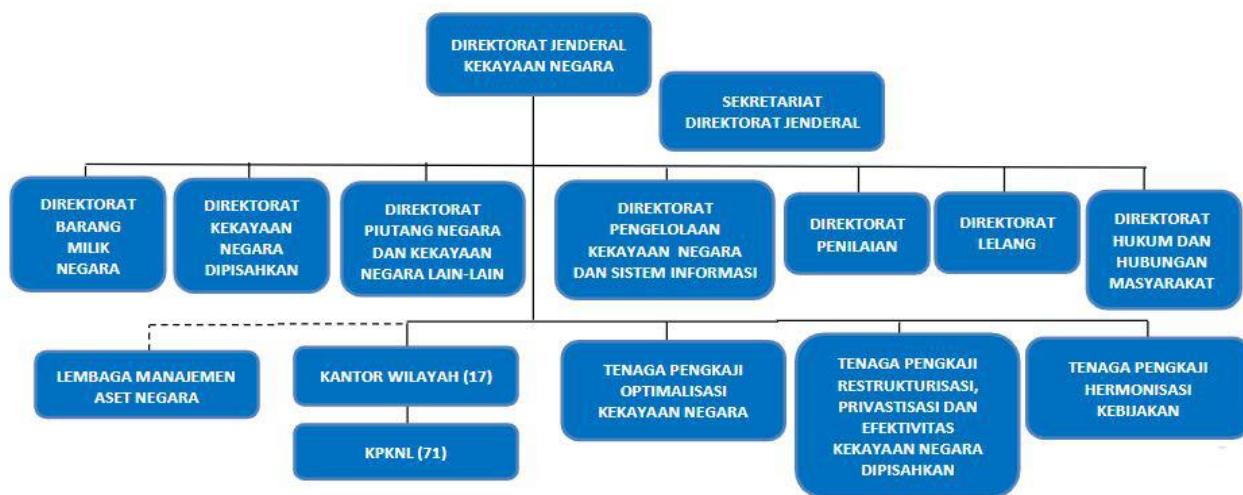 DIREKTORAT JENDERAL
KEKAYAAN NEGARA
SEKRETARIAT
DIREKTORAT JENDERAL
DIREKTORAT
BARANG
MILIK
NEGARA
DIREKTORAT
KEKAYAAN
NEGARA
DIPISAHKAN
DIREKTORAT
PIUTANG NEGARA
DAN KEKAYAAN
NEGARA LAIN-LAIN
DIREKTORAT
PENGELOLAAN
KEKAYAAN NEGARA
DAN SISTEM INFORMASI
DIREKTORAT
PENILAIAN
DIREKTORAT
LELANG
DIREKTORAT
HUKUM DAN
HUBUNGAN
MASYARAKAT
LEMBAGA MANAJEMEN
ASET NEGARA
KANTOR WILAYAH (17)
KPKNL (71)
TENAGA PENGKAJI
OPTIMALISASI
KEKAYAAN NEGARA
TENAGA PENGKAJI
RESTRUKTURISASI,
PRIVASTISASI DAN
EFEKTIVITAS
KEKAYAAN NEGARA
DIPISAHKAN
TENAGA PENGKAJI
HERMONISASI
KEBIJAKAN